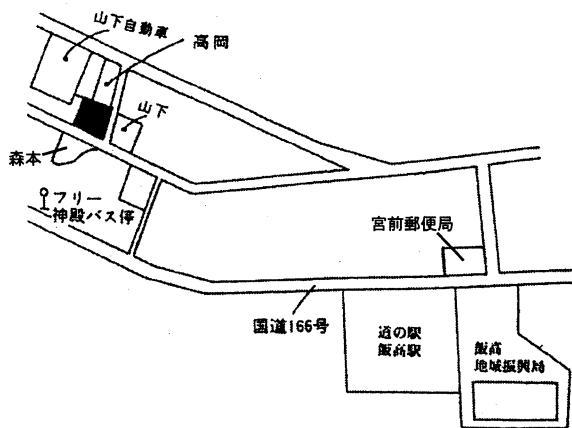 山下自動車
高岡
山下
森本
フリー
神殿バス停
宮前郵便局
国道166号
道の駅
飯高駅
飯高
地域振興局